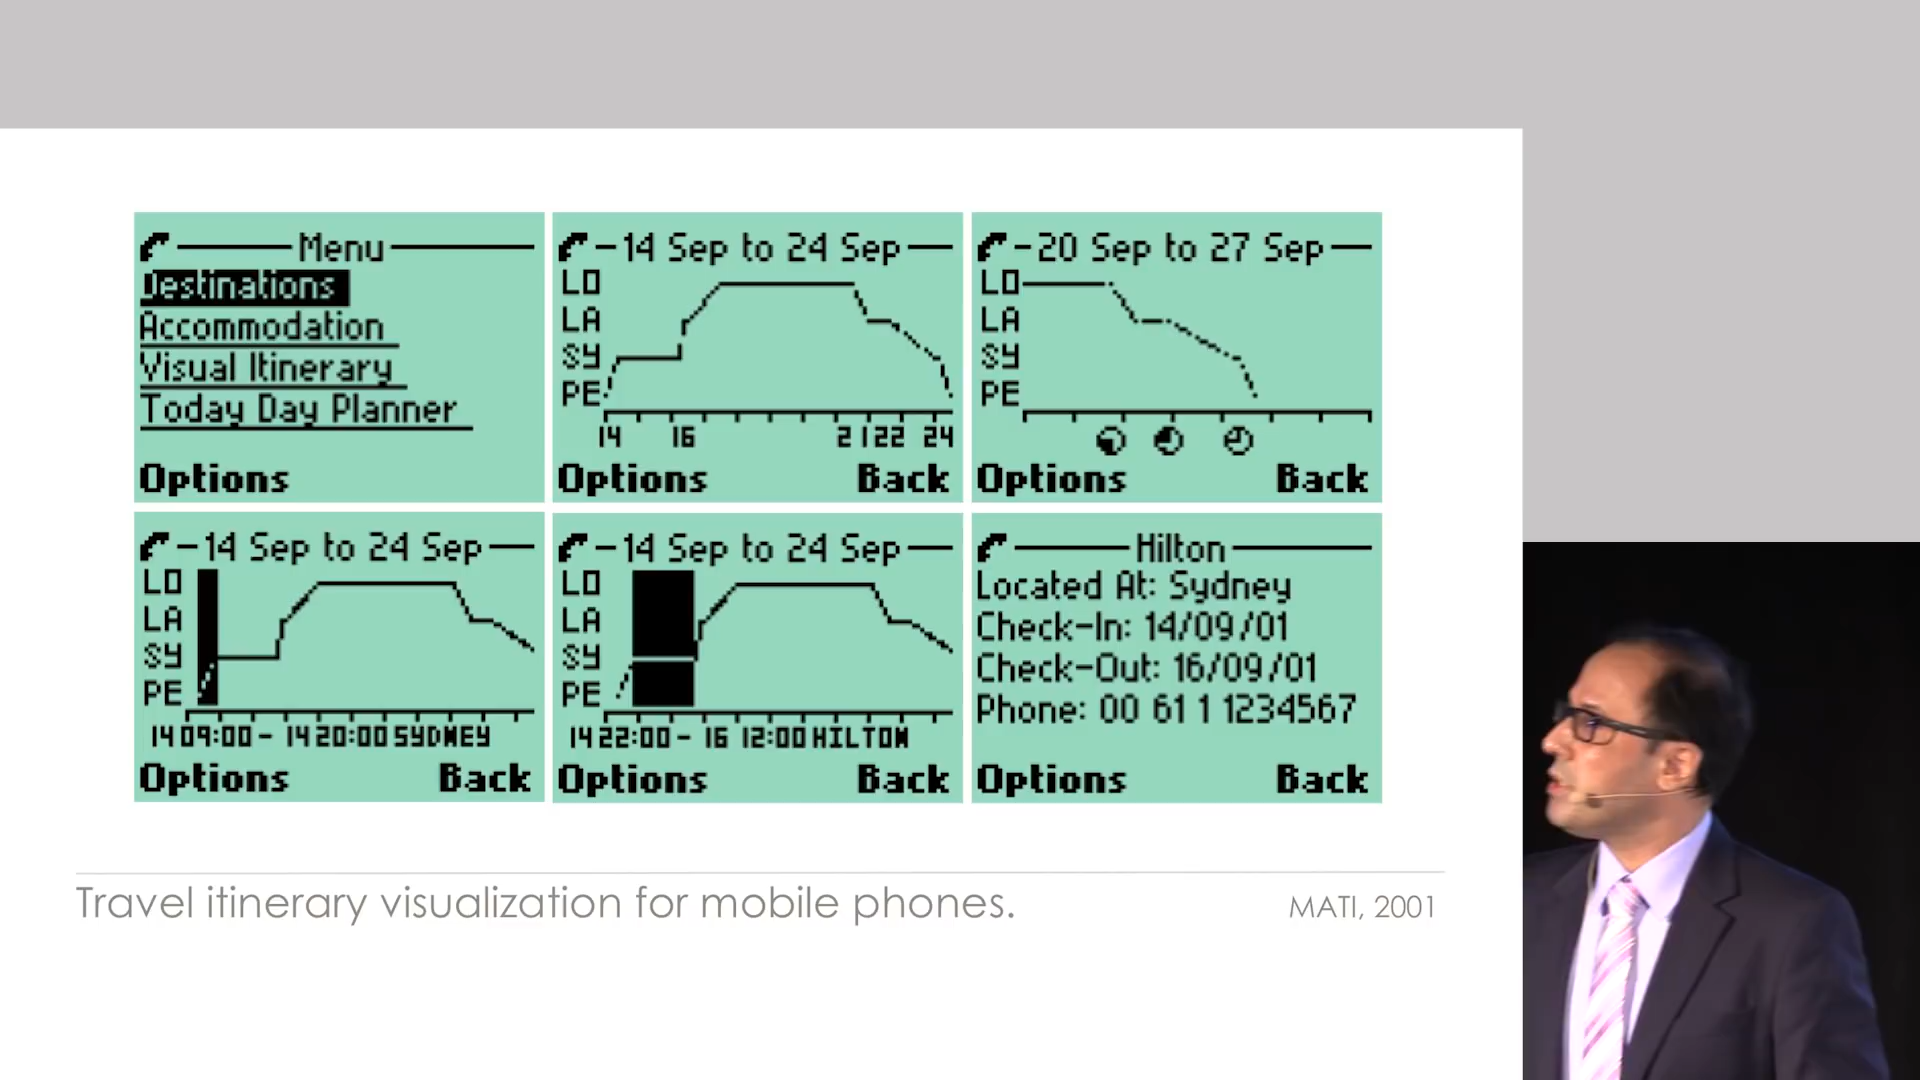 Menu
Destinations
Accommodation
Visual Itinerary
Today Day Planner
Options
14 Sep to 24 Sep
LO
LA
SY
PE
14 16 21 22 24
Options Back
20 Sep to 27 Sep
LO
LA
SY
PE
Options Back
14 Sep to 24 Sep
LO
LA
SY
PE
14 09:00 - 14 20:00 SYDNEY
Options Back
14 Sep to 24 Sep
LO
LA
SY
PE
14 22:00 - 16 12:00 HILTON
Options Back
Hilton
Located At: Sydney
Check-In: 14/09/01
Check-Out: 16/09/01
Phone: 00 61 1 1234567
Options Back
Travel itinerary visualization for mobile phones.
MATI, 2001